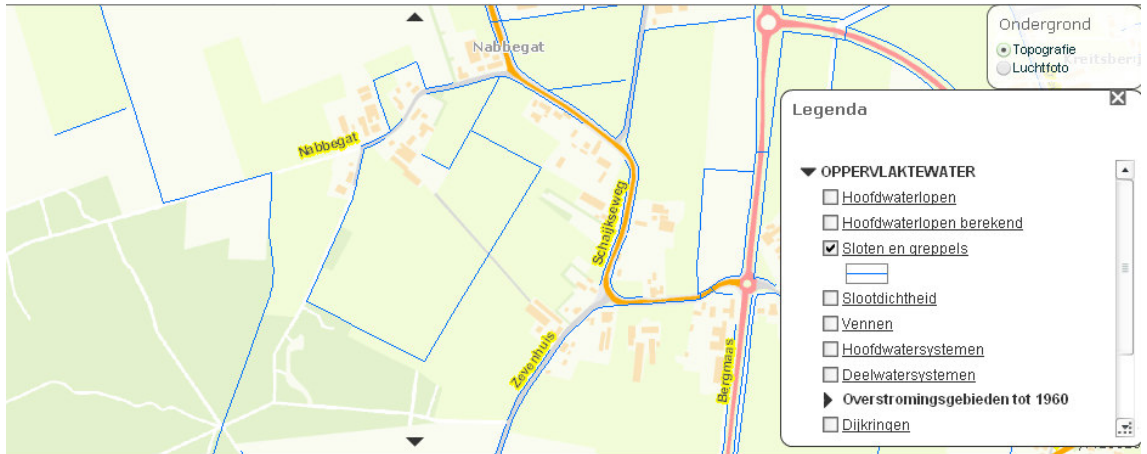 Nabbegat
Nabbegat
Schaijkseweg
Zevenhuis
Bergmaas
Ondergrond
Topografie
Luchtfoto
Legenda
OPPERVLAKTEWATER
Hoofdwaterlopen
Hoofdwaterlopen berekend
Sloten en greppels
Slootdichtheid
Vennen
Hoofdwatersystemen
Deelwatersystemen
Overstromingsgebieden tot 1960
Dijkringen